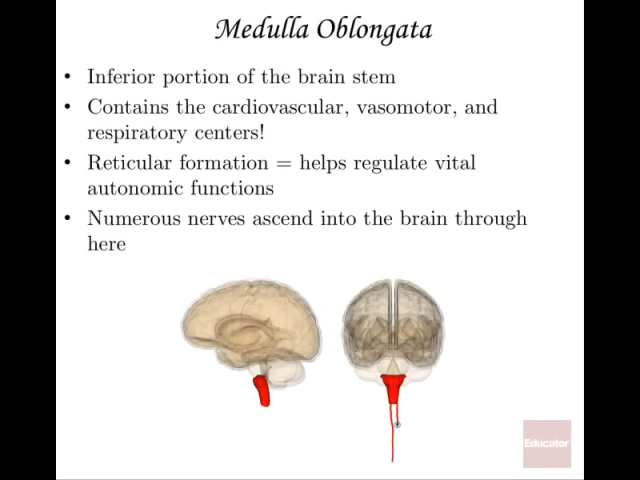 Medulla Oblongata
• Inferior portion of the brain stem
• Contains the cardiovascular, vasomotor, and
respiratory centers!
• Reticular formation = helps regulate vital
autonomic functions
• Numerous nerves ascend into the brain through
here
Educator